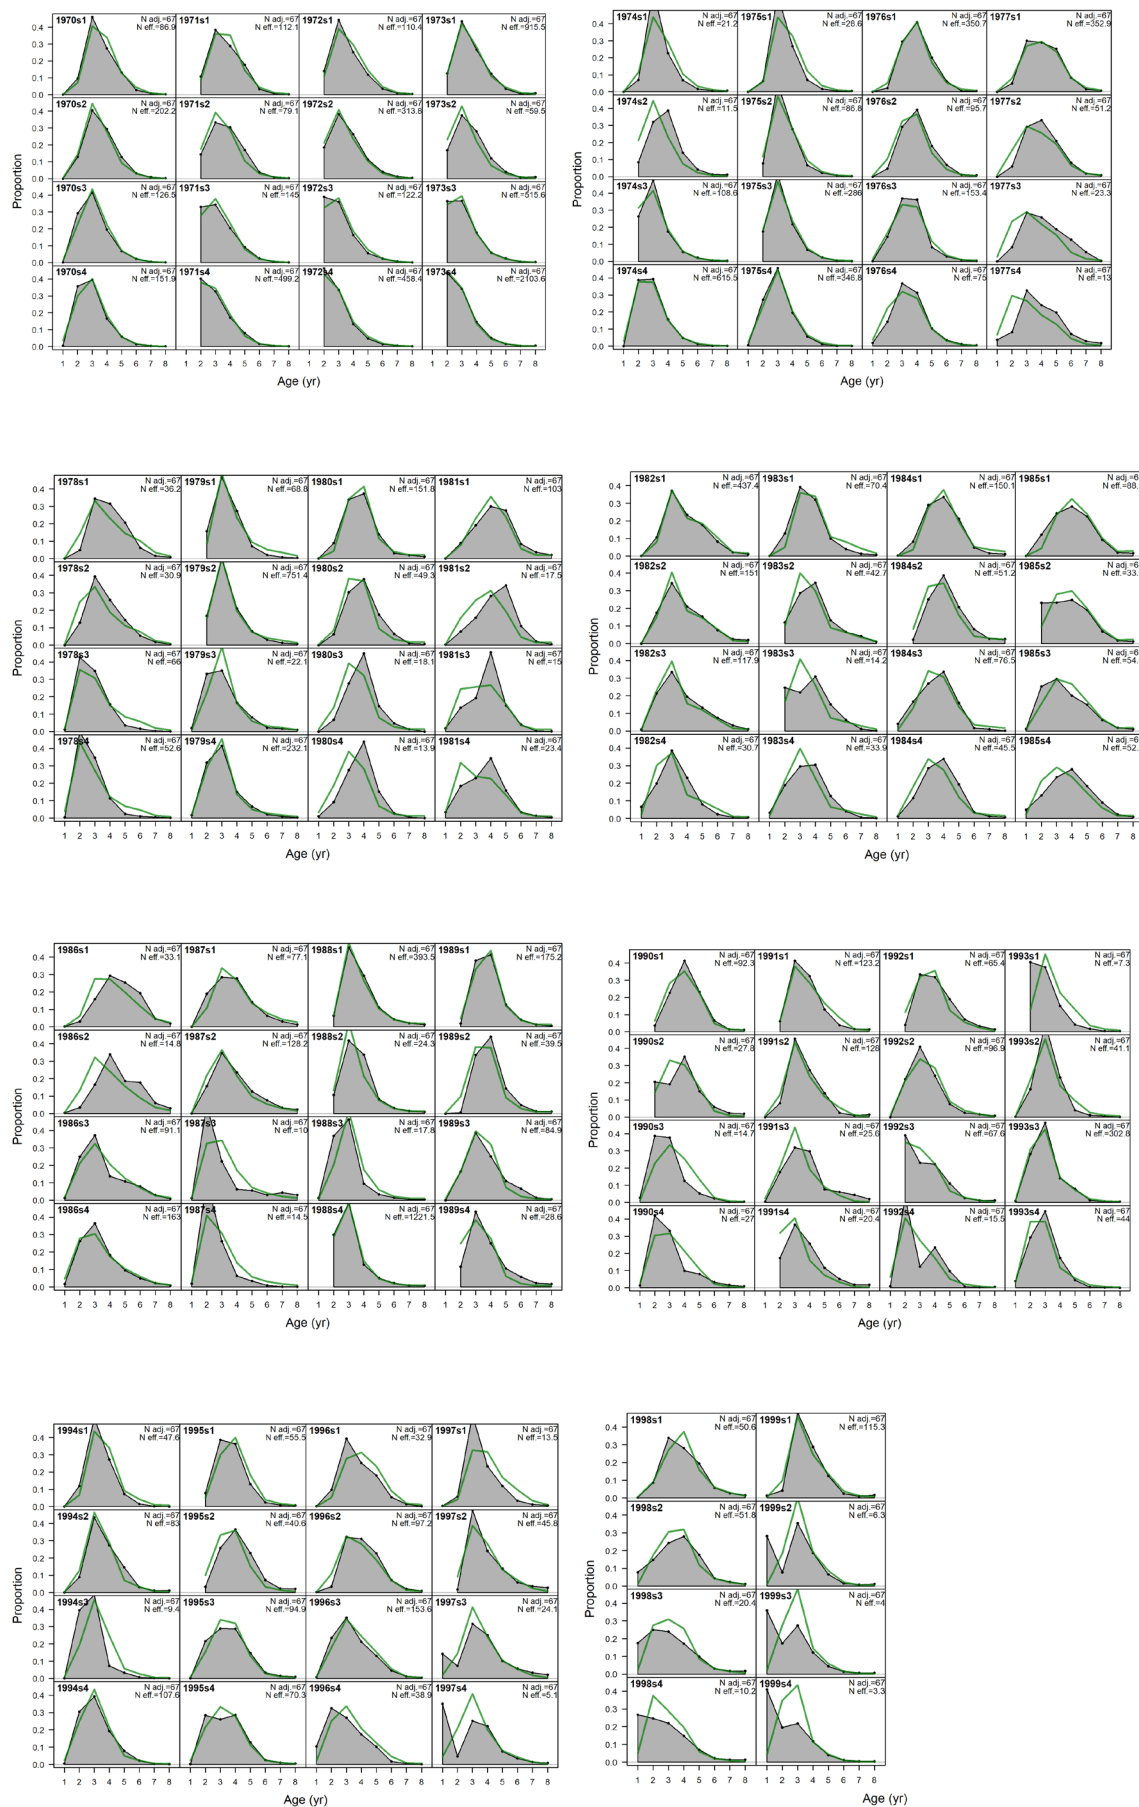 1970s1 N adj.=67 N eff.=86.9
1971s1 N adj.=67 N eff.=112.1
1972s1 N adj.=67 N eff.=110.4
1973s1 N adj.=67 N eff.=915.5
1970s2 N adj.=67 N eff.=202.2
1971s2 N adj.=67 N eff.=79.1
1972s2 N adj.=67 N eff.=313.8
1973s2 N adj.=67 N eff.=59.5
1970s3 N adj.=67 N eff.=126.5
1971s3 N adj.=67 N eff.=145
1972s3 N adj.=67 N eff.=122.2
1973s3 N adj.=67 N eff.=515.6
1970s4 N adj.=67 N eff.=151.9
1971s4 N adj.=67 N eff.=499.2
1972s4 N adj.=67 N eff.=458.4
1973s4 N adj.=67 N eff.=2103.6
0.4
0.3
0.2
0.1
0.0
Proportion
1 2 3 4 5 6 7 8
Age (yr)
1974s1 N adj.=67 N eff.=21.2
1975s1 N adj.=67 N eff.=28.6
1976s1 N adj.=67 N eff.=350.7
1977s1 N adj.=67 N eff.=352.9
1974s2 N adj.=67 N eff.=11.5
1975s2 N adj.=67 N eff.=86.8
1976s2 N adj.=67 N eff.=95.7
1977s2 N adj.=67 N eff.=51.2
1974s3 N adj.=67 N eff.=108.6
1975s3 N adj.=67 N eff.=286
1976s3 N adj.=67 N eff.=153.4
1977s3 N adj.=67 N eff.=23.3
1974s4 N adj.=67 N eff.=615.5
1975s4 N adj.=67 N eff.=346.8
1976s4 N adj.=67 N eff.=75
1977s4 N adj.=67 N eff.=13
Proportion
Age (yr)
1978s1 N adj.=67 N eff.=36.2
1979s1 N adj.=67 N eff.=68.8
1980s1 N adj.=67 N eff.=151.8
1981s1 N adj.=67 N eff.=103
1978s2 N adj.=67 N eff.=30.9
1979s2 N adj.=67 N eff.=751.4
1980s2 N adj.=67 N eff.=49.3
1981s2 N adj.=67 N eff.=17.5
1978s3 N adj.=67 N eff.=66
1979s3 N adj.=67 N eff.=22.1
1980s3 N adj.=67 N eff.=18.1
1981s3 N adj.=67 N eff.=15
1978s4 N adj.=67 N eff.=52.6
1979s4 N adj.=67 N eff.=232.1
1980s4 N adj.=67 N eff.=13.9
1981s4 N adj.=67 N eff.=23.4
Proportion
Age (yr)
1982s1 N adj.=67 N eff.=437.4
1983s1 N adj.=67 N eff.=70.4
1984s1 N adj.=67 N eff.=150.1
1985s1 N adj.=6 N eff.=88.
1982s2 N adj.=67 N eff.=151
1983s2 N adj.=67 N eff.=42.7
1984s2 N adj.=67 N eff.=51.2
1985s2 N adj.=6 N eff.=33.
1982s3 N adj.=67 N eff.=117.9
1983s3 N adj.=67 N eff.=14.2
1984s3 N adj.=67 N eff.=76.5
1985s3 N adj.=6 N eff.=54.
1982s4 N adj.=67 N eff.=30.7
1983s4 N adj.=67 N eff.=33.9
1984s4 N adj.=67 N eff.=45.5
1985s4 N adj.=6 N eff.=52.
Proportion
Age (yr)
1986s1 N adj.=67 N eff.=33.1
1987s1 N adj.=67 N eff.=77.1
1988s1 N adj.=67 N eff.=393.5
1989s1 N adj.=67 N eff.=175.2
1986s2 N adj.=67 N eff.=14.8
1987s2 N adj.=67 N eff.=128.2
1988s2 N adj.=67 N eff.=24.3
1989s2 N adj.=67 N eff.=39.5
1986s3 N adj.=67 N eff.=91.1
1987s3 N adj.=67 N eff.=10
1988s3 N adj.=67 N eff.=17.8
1989s3 N adj.=67 N eff.=84.9
1986s4 N adj.=67 N eff.=163
1987s4 N adj.=67 N eff.=14.5
1988s4 N adj.=67 N eff.=1221.5
1989s4 N adj.=67 N eff.=28.6
Proportion
Age (yr)
1990s1 N adj.=67 N eff.=92.3
1991s1 N adj.=67 N eff.=123.2
1992s1 N adj.=67 N eff.=65.4
1993s1 N adj.=67 N eff.=7.3
1990s2 N adj.=67 N eff.=27.8
1991s2 N adj.=67 N eff.=128
1992s2 N adj.=67 N eff.=96.9
1993s2 N adj.=67 N eff.=41.1
1990s3 N adj.=67 N eff.=14.7
1991s3 N adj.=67 N eff.=25.6
1992s3 N adj.=67 N eff.=67.6
1993s3 N adj.=67 N eff.=302.8
1990s4 N adj.=67 N eff.=27
1991s4 N adj.=67 N eff.=20.4
1992s4 N adj.=67 N eff.=15.5
1993s4 N adj.=67 N eff.=44
Proportion
Age (yr)
1994s1 N adj.=67 N eff.=47.6
1995s1 N adj.=67 N eff.=55.5
1996s1 N adj.=67 N eff.=32.9
1997s1 N adj.=67 N eff.=13.5
1994s2 N adj.=67 N eff.=83
1995s2 N adj.=67 N eff.=40.6
1996s2 N adj.=67 N eff.=97.2
1997s2 N adj.=67 N eff.=45.8
1994s3 N adj.=67 N eff.=9.4
1995s3 N adj.=67 N eff.=94.9
1996s3 N adj.=67 N eff.=153.6
1997s3 N adj.=67 N eff.=24.1
1994s4 N adj.=67 N eff.=107.6
1995s4 N adj.=67 N eff.=70.3
1996s4 N adj.=67 N eff.=38.9
1997s4 N adj.=67 N eff.=5.1
Proportion
Age (yr)
1998s1 N adj.=67 N eff.=50.6
1999s1 N adj.=67 N eff.=115.3
1998s2 N adj.=67 N eff.=51.8
1999s2 N adj.=67 N eff.=6.3
1998s3 N adj.=67 N eff.=20.4
1999s3 N adj.=67 N eff.=4
1998s4 N adj.=67 N eff.=10.2
1999s4 N adj.=67 N eff.=3.3
Proportion
Age (yr)